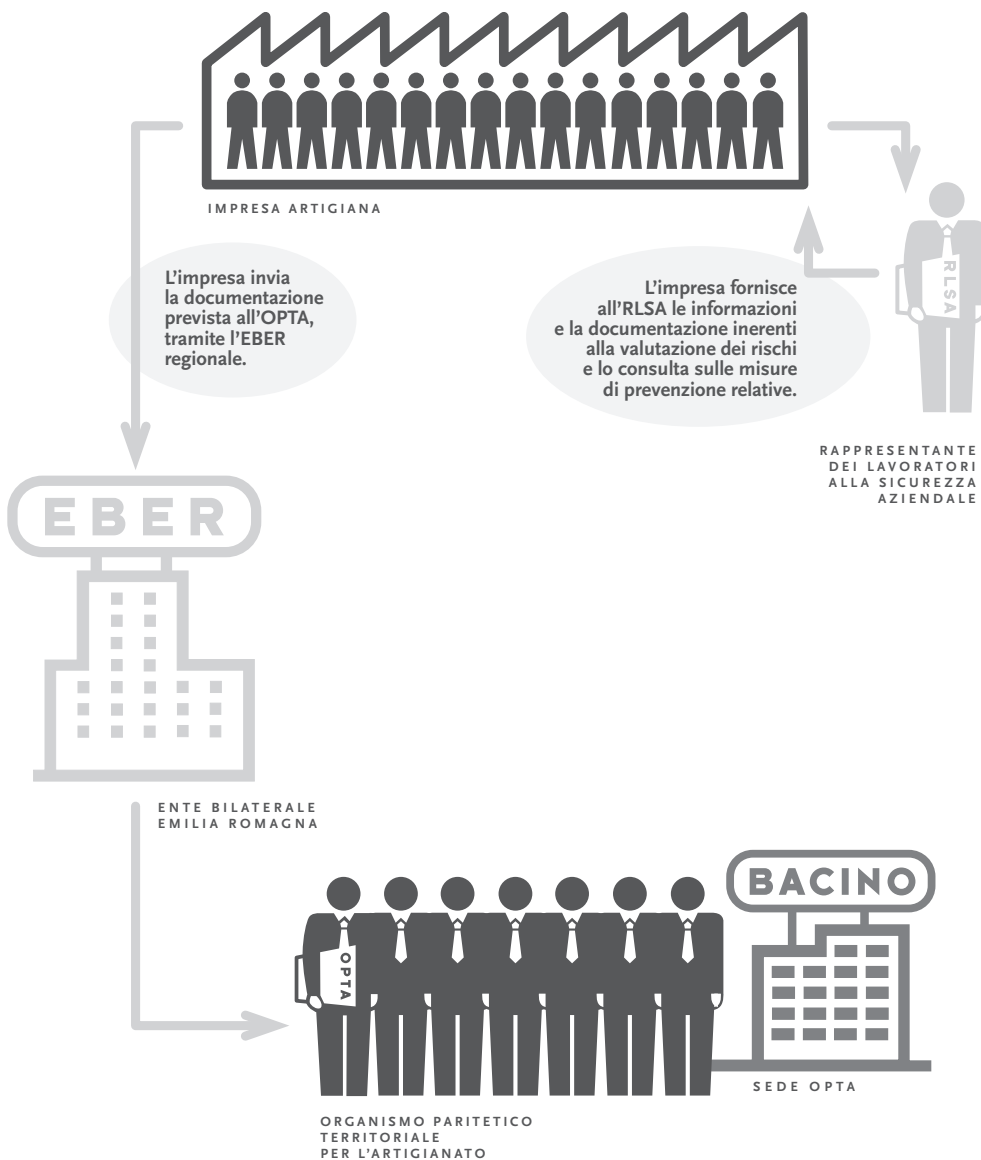 IMPRESA ARTIGIANA
L'impresa invia
la documentazione
prevista all'OPTA,
tramite l'EBER
regionale.
L'impresa fornisce
all'RLSA le informazioni
e la documentazione inerenti
alla valutazione dei rischi
e lo consulta sulle misure
di prevenzione relative.
RLSA
RAPPRESENTANTE
DEI LAVORATORI
ALLA SICUREZZA
AZIENDALE
EBER
ENTE BILATERALE
EMILIA ROMAGNA
OPTA
BACINO
SEDE OPTA
ORGANISMO PARITETICO
TERRITORIALE
PER L'ARTIGIANATO